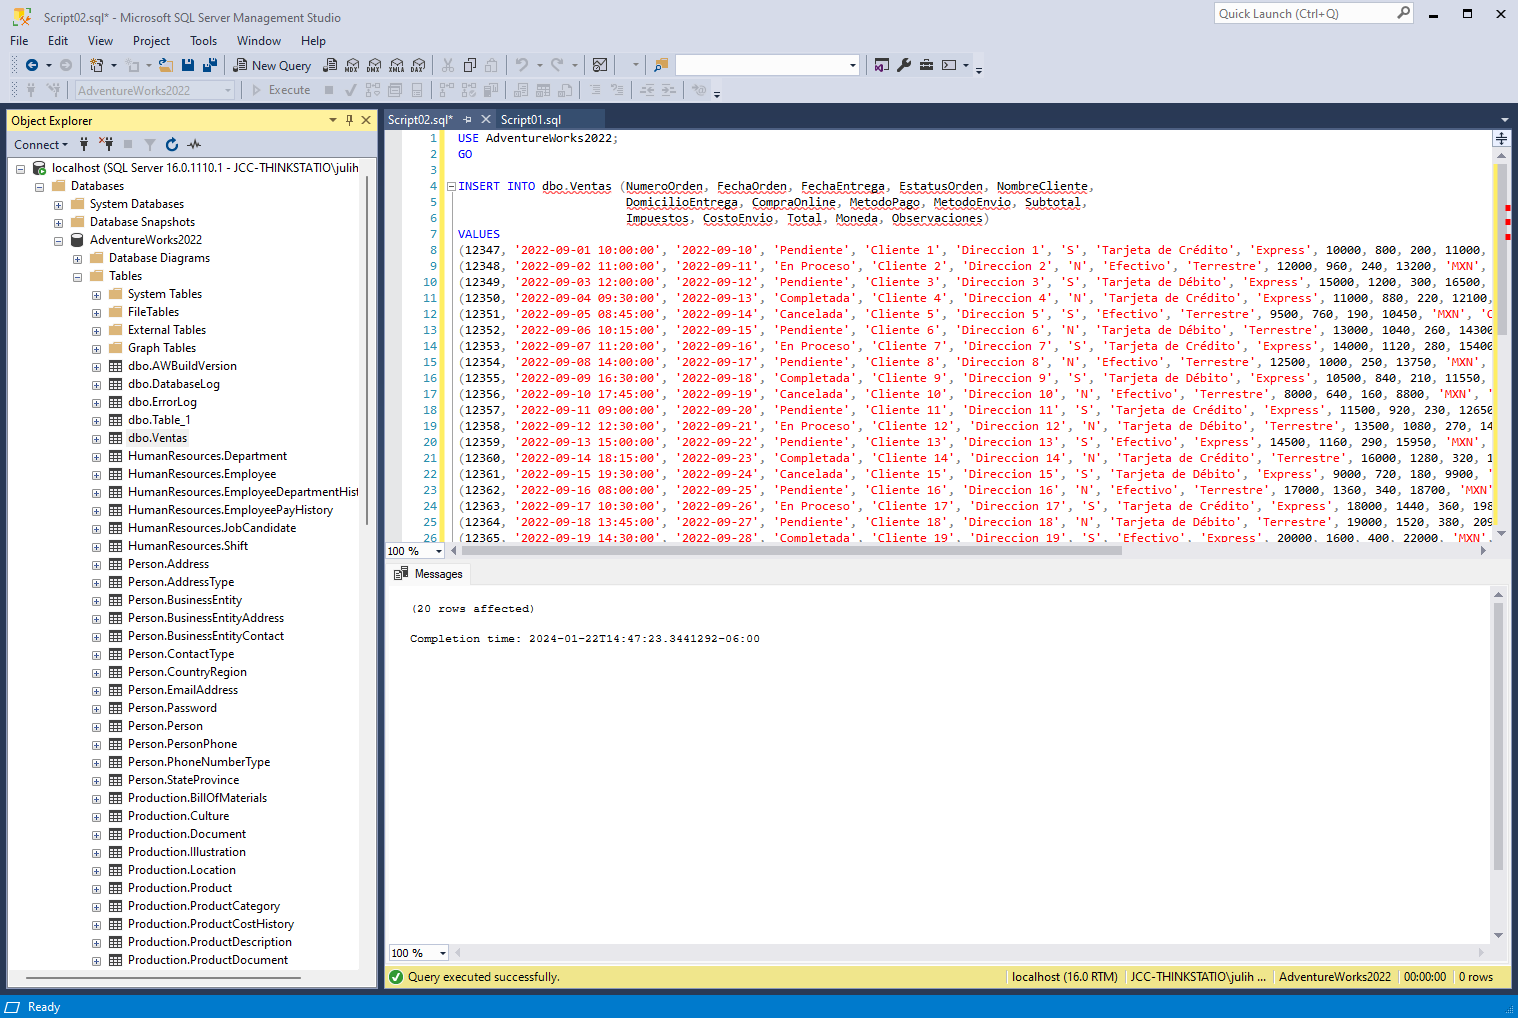 Script02.sql* - Microsoft SQL Server Management Studio
Quick Launch (Ctrl+Q)
File Edit View Project Tools Window Help
New Query
MDX DMX XMLA DAX
AdventureWorks2022
Execute
Object Explorer
Connect
localhost (SQL Server 16.0.1110.1 - JCC-THINKSTATIO\julih
Databases
System Databases
Database Snapshots
AdventureWorks2022
Database Diagrams
Tables
System Tables
FileTables
External Tables
Graph Tables
dbo.AWBuildVersion
dbo.DatabaseLog
dbo.ErrorLog
dbo.Table_1
dbo.Ventas
HumanResources.Department
HumanResources.Employee
HumanResources.EmployeeDepartmentHist
HumanResources.EmployeePayHistory
HumanResources.JobCandidate
HumanResources.Shift
Person.Address
Person.AddressType
Person.BusinessEntity
Person.BusinessEntityAddress
Person.BusinessEntityContact
Person.ContactType
Person.CountryRegion
Person.EmailAddress
Person.Password
Person.Person
Person.PersonPhone
Person.PhoneNumberType
Person.StateProvince
Production.BillOfMaterials
Production.Culture
Production.Document
Production.Illustration
Production.Location
Production.Product
Production.ProductCategory
Production.ProductCostHistory
Production.ProductDescription
Production.ProductDocument
Script02.sql* Script01.sql
1 USE AdventureWorks2022;
2 GO
3
4 INSERT INTO dbo.Ventas (NumeroOrden, FechaOrden, FechaEntrega, EstatusOrden, NombreCliente,
5 DomicilioEntrega, CompraOnline, MetodoPago, MetodoEnvio, Subtotal,
6 Impuestos, CostoEnvio, Total, Moneda, Observaciones)
7 VALUES
8 (12347, '2022-09-01 10:00:00', '2022-09-10', 'Pendiente', 'Cliente 1', 'Direccion 1', 'S', 'Tarjeta de Crédito', 'Express', 10000, 800, 200, 11000,
9 (12348, '2022-09-02 11:00:00', '2022-09-11', 'En Proceso', 'Cliente 2', 'Direccion 2', 'N', 'Efectivo', 'Terrestre', 12000, 960, 240, 13200, 'MXN',
10 (12349, '2022-09-03 12:00:00', '2022-09-12', 'Pendiente', 'Cliente 3', 'Direccion 3', 'S', 'Tarjeta de Débito', 'Express', 15000, 1200, 300, 16500,
11 (12350, '2022-09-04 09:30:00', '2022-09-13', 'Completada', 'Cliente 4', 'Direccion 4', 'N', 'Tarjeta de Crédito', 'Express', 11000, 880, 220, 12100,
12 (12351, '2022-09-05 08:45:00', '2022-09-14', 'Cancelada', 'Cliente 5', 'Direccion 5', 'S', 'Efectivo', 'Express', 9500, 760, 190, 10450, 'MXN', 'C
13 (12352, '2022-09-06 10:15:00', '2022-09-15', 'Pendiente', 'Cliente 6', 'Direccion 6', 'N', 'Tarjeta de Débito', 'Terrestre', 13000, 1040, 260, 14300
14 (12353, '2022-09-07 11:20:00', '2022-09-16', 'En Proceso', 'Cliente 7', 'Direccion 7', 'S', 'Tarjeta de Crédito', 'Express', 14000, 1120, 280, 15400
15 (12354, '2022-09-08 14:00:00', '2022-09-17', 'Pendiente', 'Cliente 8', 'Direccion 8', 'N', 'Efectivo', 'Terrestre', 12500, 1000, 250, 13750, 'MXN',
16 (12355, '2022-09-09 16:30:00', '2022-09-18', 'Completada', 'Cliente 9', 'Direccion 9', 'S', 'Tarjeta de Débito', 'Express', 10500, 840, 210, 11550,
17 (12356, '2022-09-10 17:45:00', '2022-09-19', 'Cancelada', 'Cliente 10', 'Direccion 10', 'N', 'Efectivo', 'Terrestre', 8000, 640, 160, 8800, 'MXN', '
18 (12357, '2022-09-11 09:00:00', '2022-09-20', 'Pendiente', 'Cliente 11', 'Direccion 11', 'S', 'Tarjeta de Crédito', 'Express', 11500, 920, 230, 12650
19 (12358, '2022-09-12 12:30:00', '2022-09-21', 'En Proceso', 'Cliente 12', 'Direccion 12', 'N', 'Tarjeta de Débito', 'Terrestre', 13500, 1080, 270, 14
20 (12359, '2022-09-13 15:00:00', '2022-09-22', 'Pendiente', 'Cliente 13', 'Direccion 13', 'S', 'Efectivo', 'Express', 14500, 1160, 290, 15950, 'MXN',
21 (12360, '2022-09-14 18:15:00', '2022-09-23', 'Completada', 'Cliente 14', 'Direccion 14', 'N', 'Tarjeta de Crédito', 'Terrestre', 16000, 1280, 320, 1
22 (12361, '2022-09-15 19:30:00', '2022-09-24', 'Cancelada', 'Cliente 15', 'Direccion 15', 'S', 'Tarjeta de Débito', 'Express', 9000, 720, 180, 9900, '
23 (12362, '2022-09-16 08:00:00', '2022-09-25', 'Pendiente', 'Cliente 16', 'Direccion 16', 'N', 'Efectivo', 'Terrestre', 17000, 1360, 340, 18700, 'MXN'
24 (12363, '2022-09-17 10:30:00', '2022-09-26', 'En Proceso', 'Cliente 17', 'Direccion 17', 'S', 'Tarjeta de Crédito', 'Express', 18000, 1440, 360, 198
25 (12364, '2022-09-18 13:45:00', '2022-09-27', 'Pendiente', 'Cliente 18', 'Direccion 18', 'N', 'Tarjeta de Débito', 'Terrestre', 19000, 1520, 380, 209
26 (12365, '2022-09-19 14:30:00', '2022-09-28', 'Completada', 'Cliente 19', 'Direccion 19', 'S', 'Efectivo', 'Express', 20000, 1600, 400, 22000, 'MXN',
100 %
Messages
(20 rows affected)
Completion time: 2024-01-22T14:47:23.3441292-06:00
100 %
Query executed successfully.
localhost (16.0 RTM) JCC-THINKSTATIO\julih ... AdventureWorks2022 00:00:00 0 rows
Ready